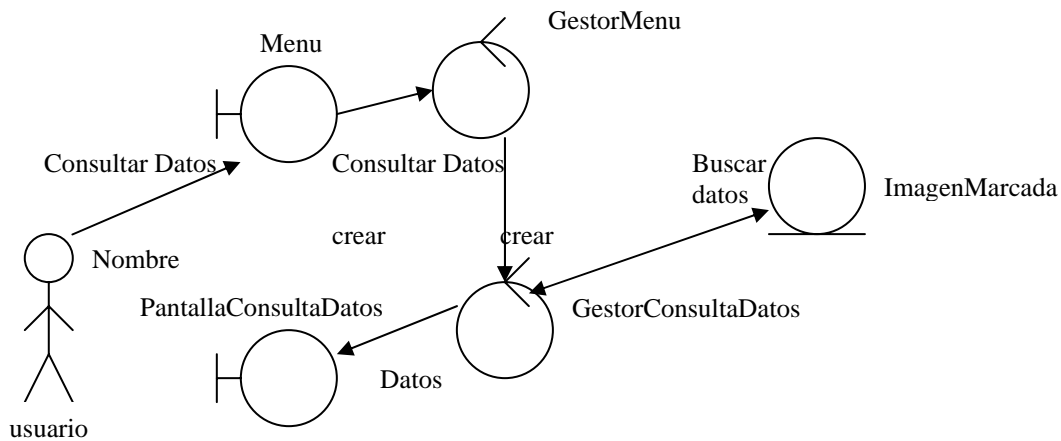 GestorMenu
Menu
Consultar Datos
Consultar Datos
Buscar
datos
ImagenMarcada
crear
crear
Nombre
PantallaConsultaDatos
GestorConsultaDatos
Datos
usuario